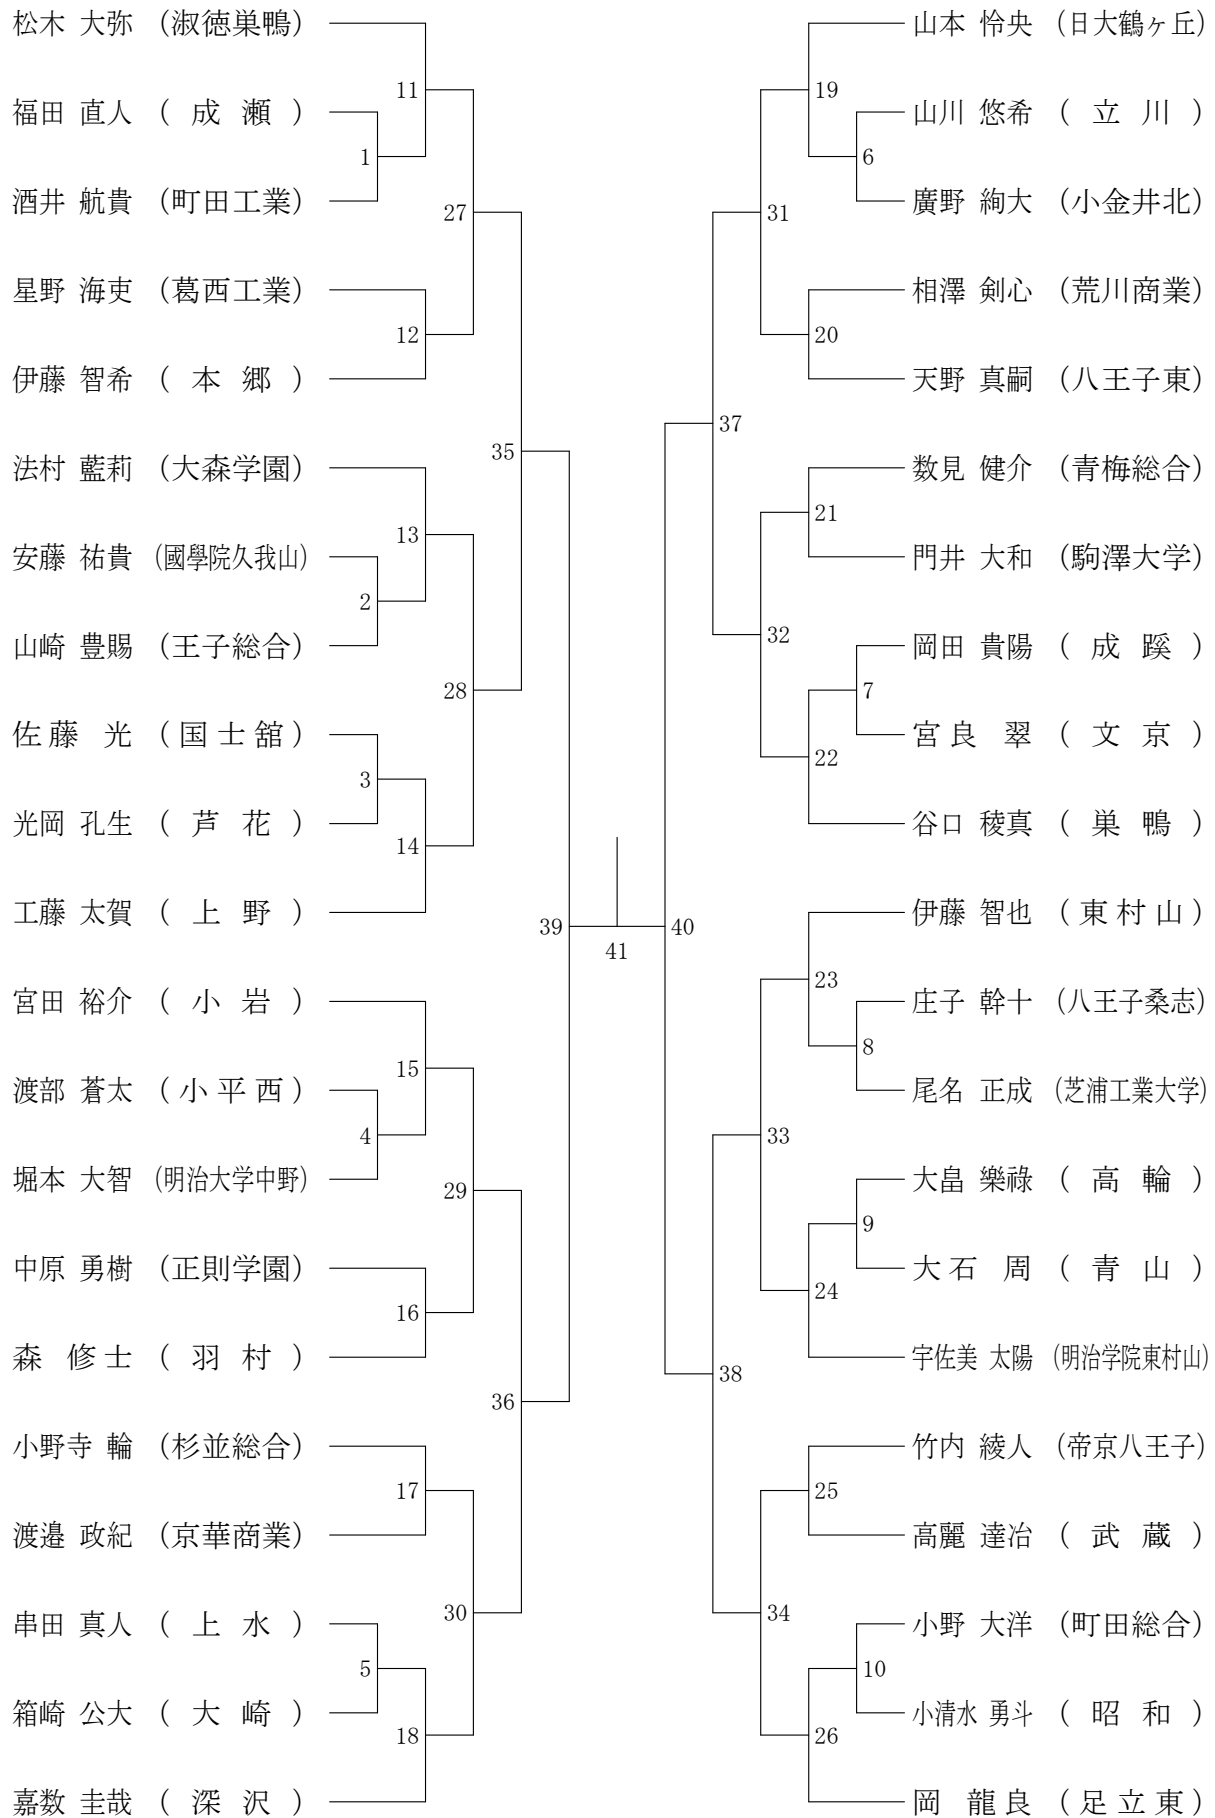 松木 大弥 (淑徳巣鴨)
11
福田 直人 ( 成 瀬 )
1
酒井 航貴 (町田工業)
27
星野 海吏 (葛西工業)
12
伊藤 智希 ( 本 郷 )
35
法村 藍莉 (大森学園)
13
安藤 祐貴 (國學院久我山)
2
山崎 豊賜 (王子総合)
28
佐藤 光 (国士舘)
3
光岡 孔生 ( 芦 花 )
14
工藤 太賀 ( 上 野 )
39
宮田 裕介 ( 小 岩 )
15
渡部 蒼太 (小平西)
4
堀本 大智 (明治大学中野)
29
中原 勇樹 (正則学園)
16
森 修士 ( 羽 村 )
36
小野寺 輪 (杉並総合)
17
渡邉 政紀 (京華商業)
30
串田 真人 ( 上 水 )
5
箱崎 公大 ( 大 崎 )
18
嘉数 圭哉 ( 深 沢 )
41
山本 怜央 (日大鶴ヶ丘)
19
山川 悠希 ( 立 川 )
6
廣野 絢大 (小金井北)
31
相澤 剣心 (荒川商業)
20
天野 真嗣 (八王子東)
37
数見 健介 (青梅総合)
21
門井 大和 (駒澤大学)
32
岡田 貴陽 ( 成 蹊 )
7
宮良 翠 ( 文 京 )
22
谷口 稜真 ( 巣 鴨 )
40
伊藤 智也 (東村山)
23
庄子 幹十 (八王子桑志)
8
尾名 正成 (芝浦工業大学)
33
大畠 樂祿 ( 高 輪 )
9
大石 周 ( 青 山 )
24
宇佐美 太陽 (明治学院東村山)
38
竹内 綾人 (帝京八王子)
25
高麗 達冶 ( 武 蔵 )
34
小野 大洋 (町田総合)
10
小清水 勇斗 ( 昭 和 )
26
岡 龍良 (足立東)